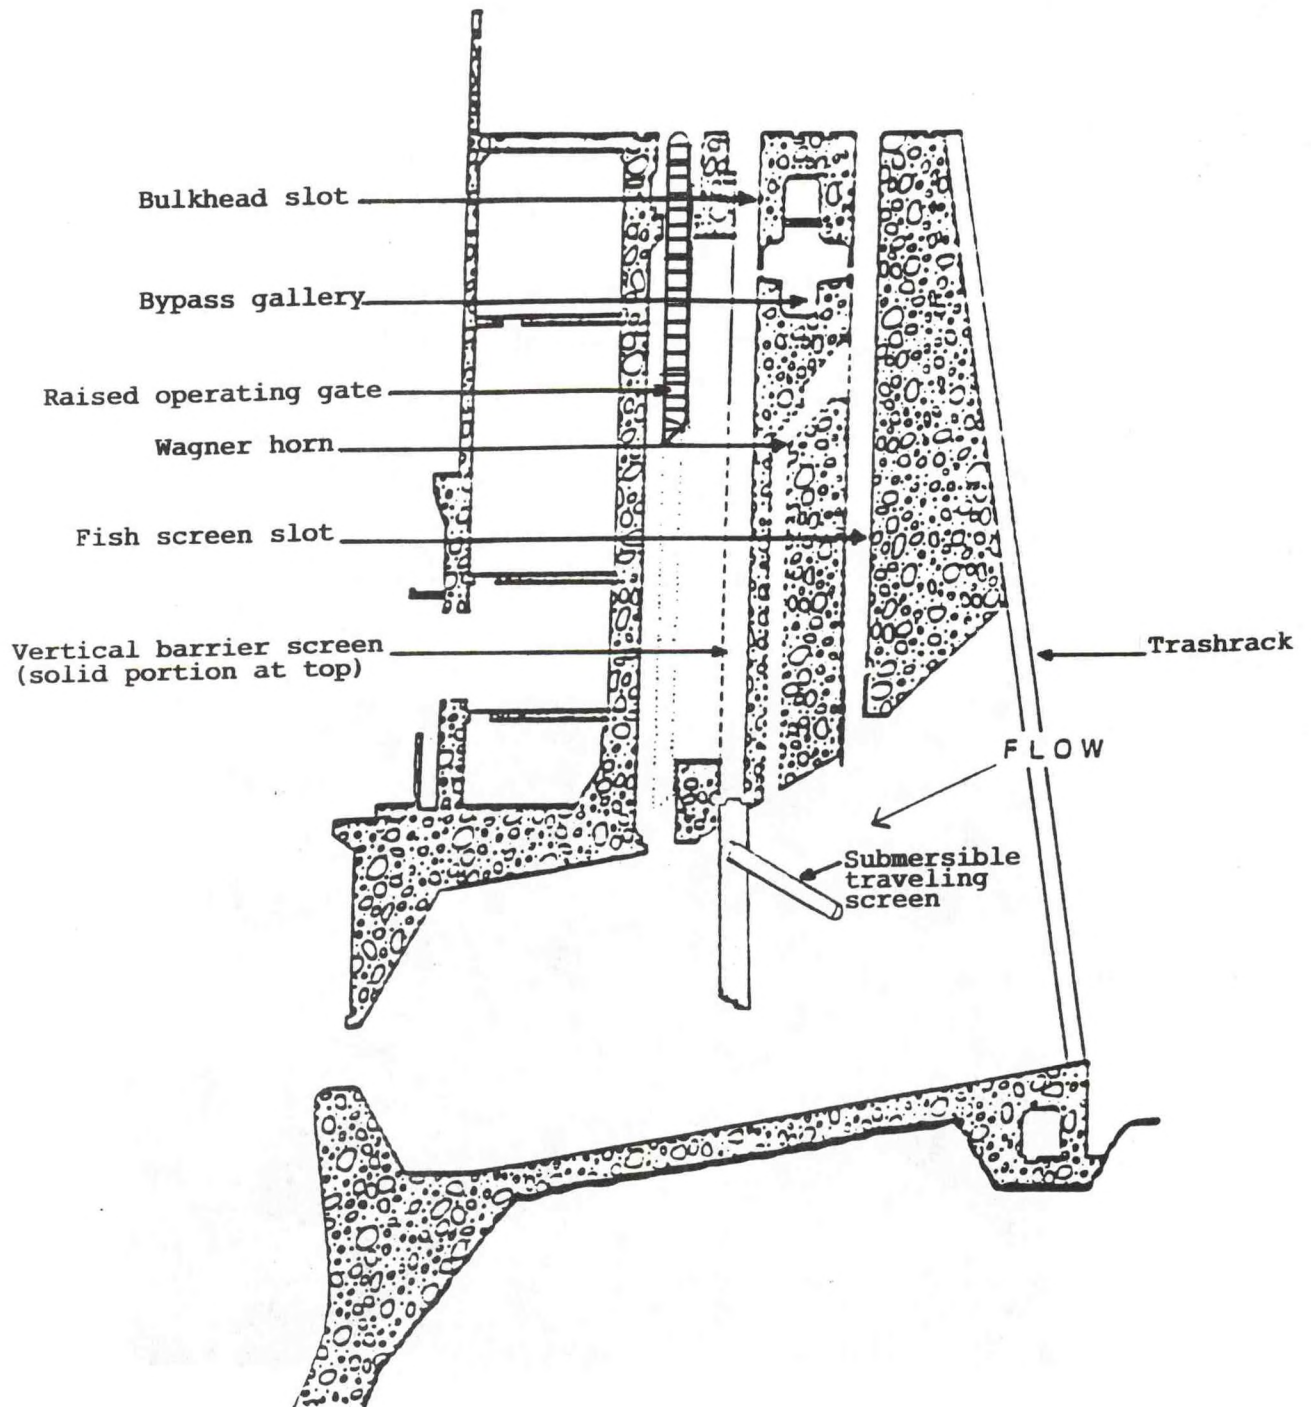 Bulkhead slot
Bypass gallery
Raised operating gate
Wagner horn
Fish screen slot
Vertical barrier screen
(solid portion at top)
Trashrack
FLOW
Submersible
traveling
screen